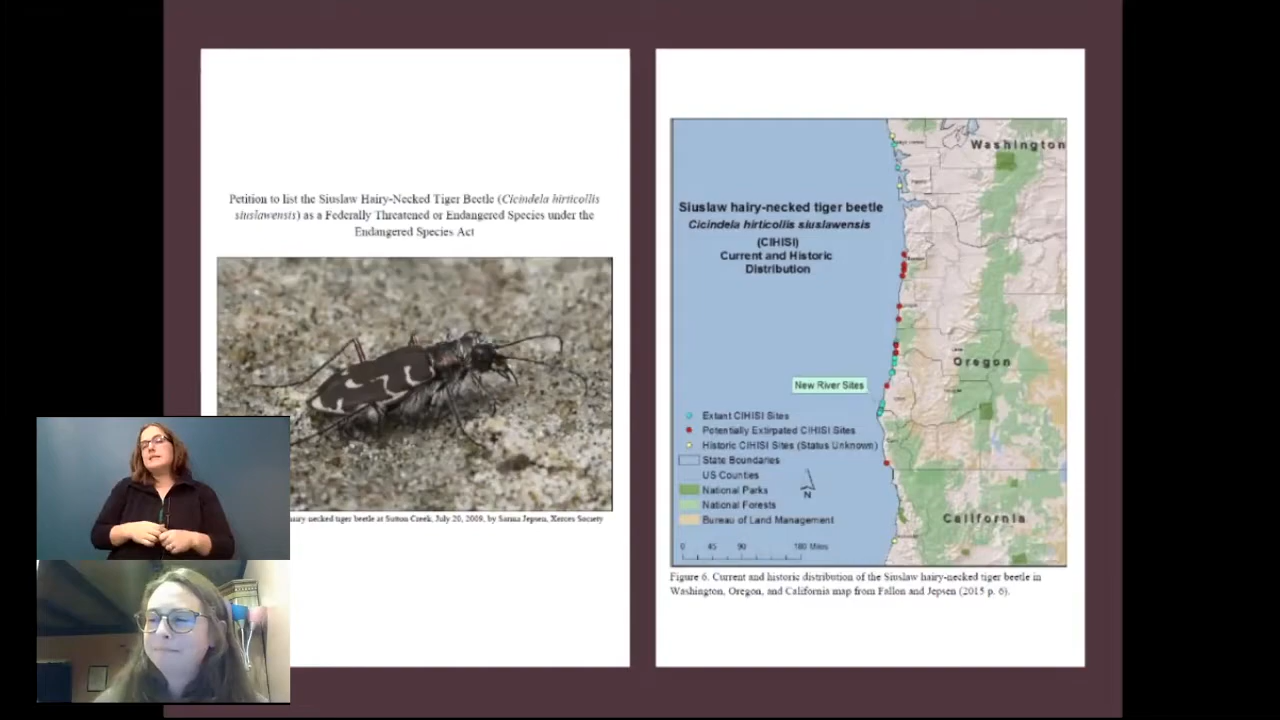 Petition to list the Siuslaw Hairy-Necked Tiger Beetle (Cicindela hirticollis
siuslawensis) as a Federally Threatened or Endangered Species under the
Endangered Species Act
hairy-necked tiger beetle at Sutton Creek, July 20, 2009, by Sarina Jepsen, Xerces Society
Siuslaw hairy-necked tiger beetle
Cicindela hirticollis siuslawensis
(CIHISI)
Current and Historic
Distribution
Washington
Oregon
California
New River Sites
Extant CIHISI Sites
Potentially Extirpated CIHISI Sites
Historic CIHISI Sites (Status Unknown)
State Boundaries
US Counties
National Parks
National Forests
Bureau of Land Management
N
0 45 90 180 Miles
Figure 6. Current and historic distribution of the Siuslaw hairy-necked tiger beetle in
Washington, Oregon, and California map from Fallon and Jepsen (2015 p. 6).